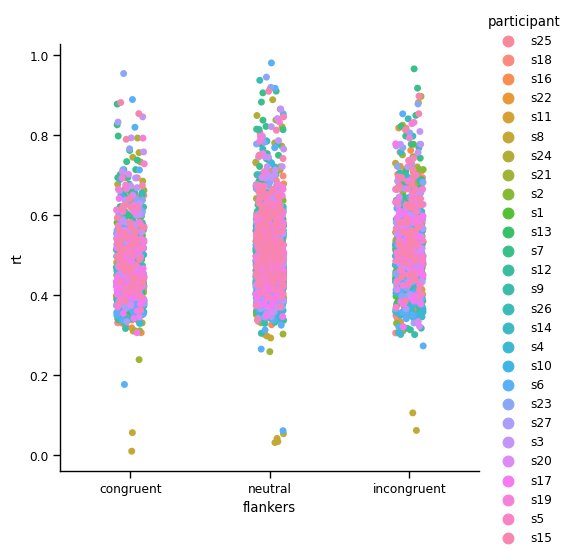 participant
s25
s18
s16
s22
s11
s8
s24
s21
s2
s1
s13
s7
s12
s9
s26
s14
s4
s10
s6
s23
s27
s3
s20
s17
s19
s5
s15
1.0
0.8
0.6
0.4
0.2
0.0
rt
congruent neutral incongruent
flankers